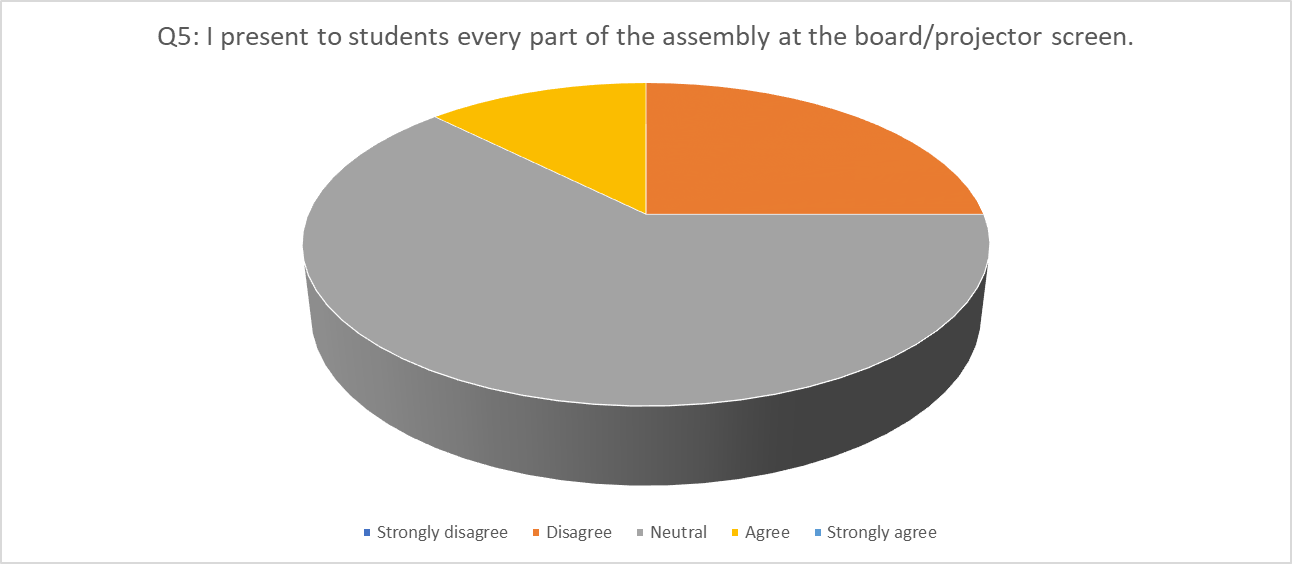 Q5: I present to students every part of the assembly at the board/projector screen.
Strongly disagree Disagree Neutral Agree Strongly agree